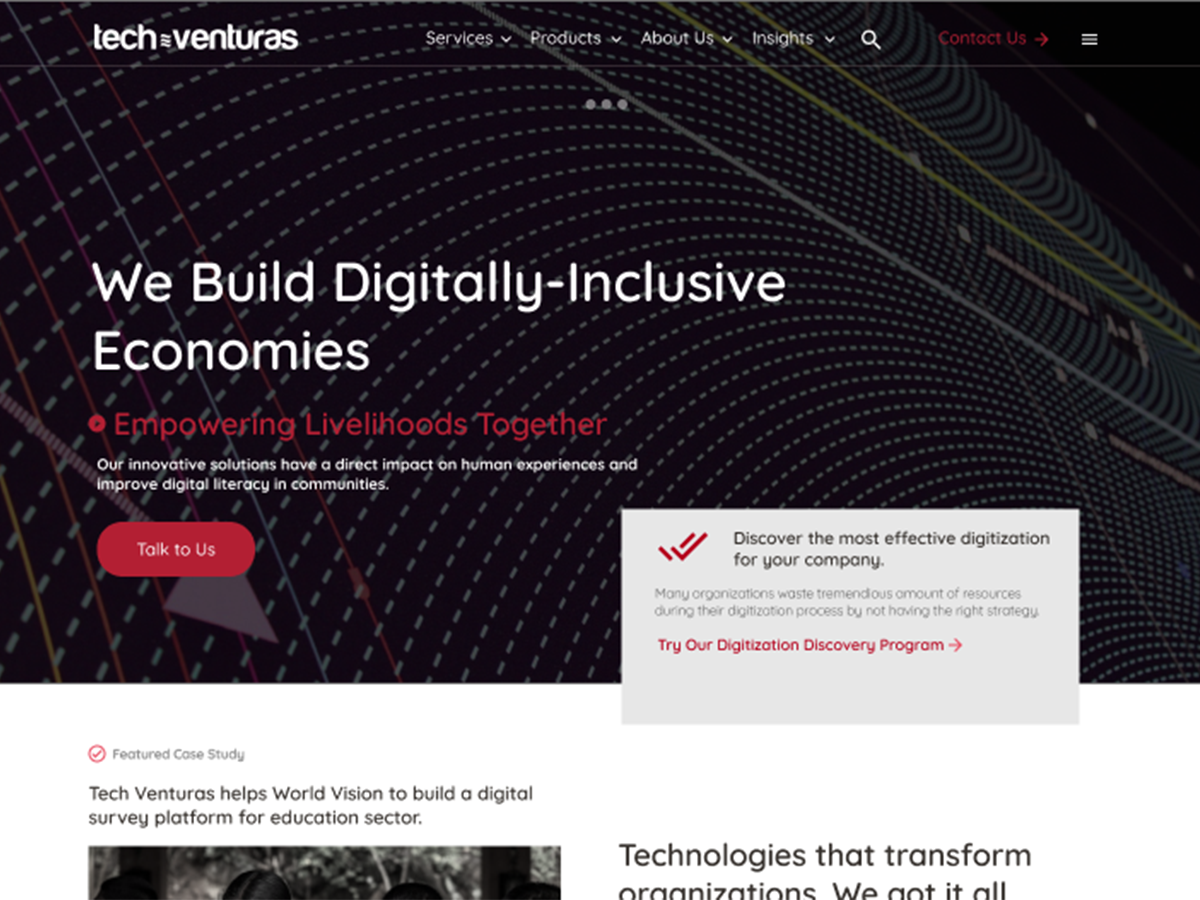 tech≈venturas
Services
Products
About Us
Insights
Contact Us →
We Build Digitally-Inclusive
Economies
Empowering Livelihoods Together
Our innovative solutions have a direct impact on human experiences and
improve digital literacy in communities.
Talk to Us
Discover the most effective digitization
for your company.
Many organizations waste tremendious amount of resources
during their digitization process by not having the right strategy.
Try Our Digitization Discovery Program →
Featured Case Study
Tech Venturas helps World Vision to build a digital
survey platform for education sector.
Technologies that transform
organizations. We got it all